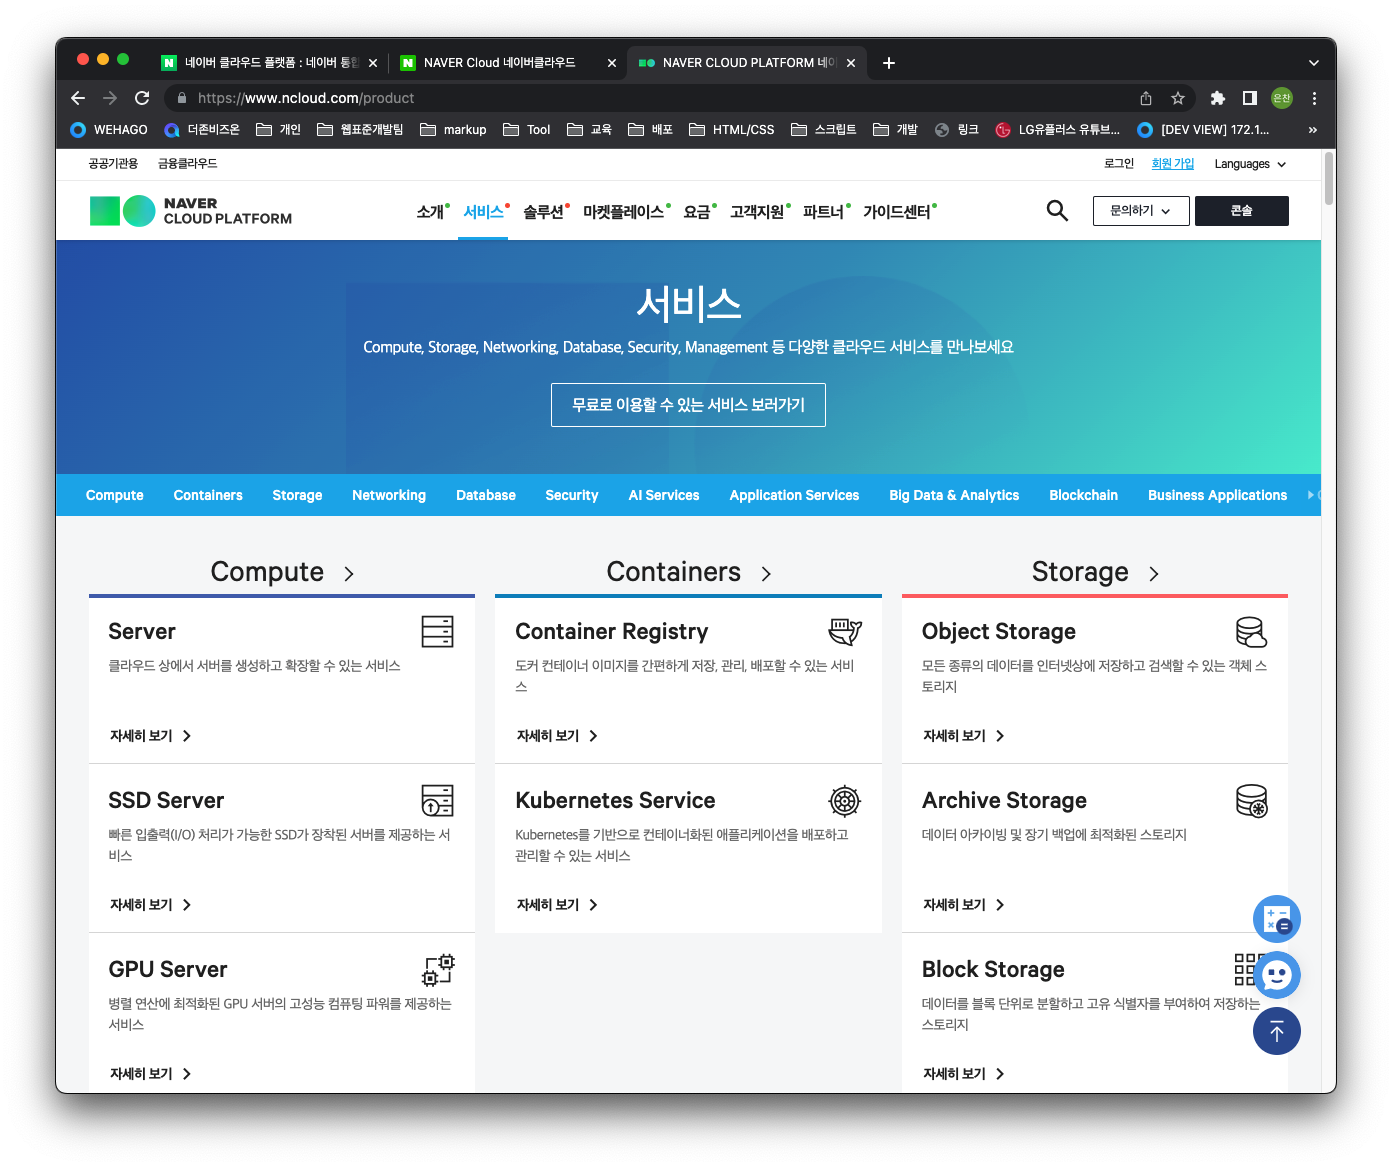 네이버 클라우드 플랫폼 : 네이버 통합
NAVER Cloud 네이버클라우드
NAVER CLOUD PLATFORM 네이
https://www.ncloud.com/product
은찬
WEHAGO
더존비즈온
개인
웹표준개발팀
markup
Tool
교육
배포
HTML/CSS
스크립트
개발
링크
LG유플러스 유튜브...
[DEV VIEW] 172.1...
공공기관용
금융클라우드
로그인
회원 가입
Languages
NAVER
CLOUD PLATFORM
소개
서비스
솔루션
마켓플레이스
요금
고객지원
파트너
가이드센터
문의하기
콘솔
서비스
Compute, Storage, Networking, Database, Security, Management 등 다양한 클라우드 서비스를 만나보세요
무료로 이용할 수 있는 서비스 보러가기
Compute
Containers
Storage
Networking
Database
Security
AI Services
Application Services
Big Data & Analytics
Blockchain
Business Applications
Compute
Server
클라우드 상에서 서버를 생성하고 확장할 수 있는 서비스
자세히 보기
SSD Server
빠른 입출력(I/O) 처리가 가능한 SSD가 장착된 서버를 제공하는 서
비스
자세히 보기
GPU Server
병렬 연산에 최적화된 GPU 서버의 고성능 컴퓨팅 파워를 제공하는
서비스
자세히 보기
Containers
Container Registry
도커 컨테이너 이미지를 간편하게 저장, 관리, 배포할 수 있는 서비
스
자세히 보기
Kubernetes Service
Kubernetes를 기반으로 컨테이너화된 애플리케이션을 배포하고
관리할 수 있는 서비스
자세히 보기
Storage
Object Storage
모든 종류의 데이터를 인터넷상에 저장하고 검색할 수 있는 객체 스
토리지
자세히 보기
Archive Storage
데이터 아카이빙 및 장기 백업에 최적화된 스토리지
자세히 보기
Block Storage
데이터를 블록 단위로 분할하고 고유 식별자를 부여하여 저장하는
스토리지
자세히 보기